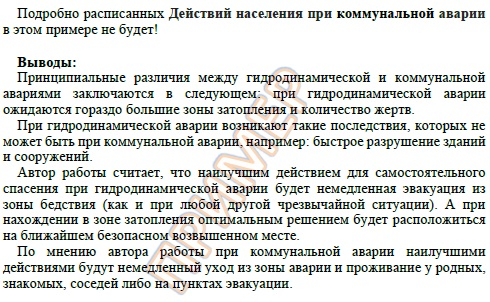 Подробно расписанных Действий населения при коммунальной аварии
в этом примере не будет!
Выводы:
Принципиальные различия между гидродинамической и коммунальной
авариями заключаются в следующем: при гидродинамической аварии
ожидаются гораздо большие зоны затопления и количество жертв.
При гидродинамической аварии возникают такие последствия, которых не
может быть при коммунальной аварии, например: быстрое разрушение зданий
и сооружений.
Автор работы считает, что наилучшим действием для самостоятельного
спасения при гидродинамической аварии будет немедленная эвакуация из
зоны бедствия (как и при любой другой чрезвычайной ситуации). А при
нахождении в зоне затопления оптимальным решением будет расположиться
на ближайшем безопасном возвышенном месте.
По мнению автора работы при коммунальной аварии наилучшими
действиями будут немедленный уход из зоны аварии и проживание у родных,
знакомых, соседей либо на пунктах эвакуации.
ПРИМЕР